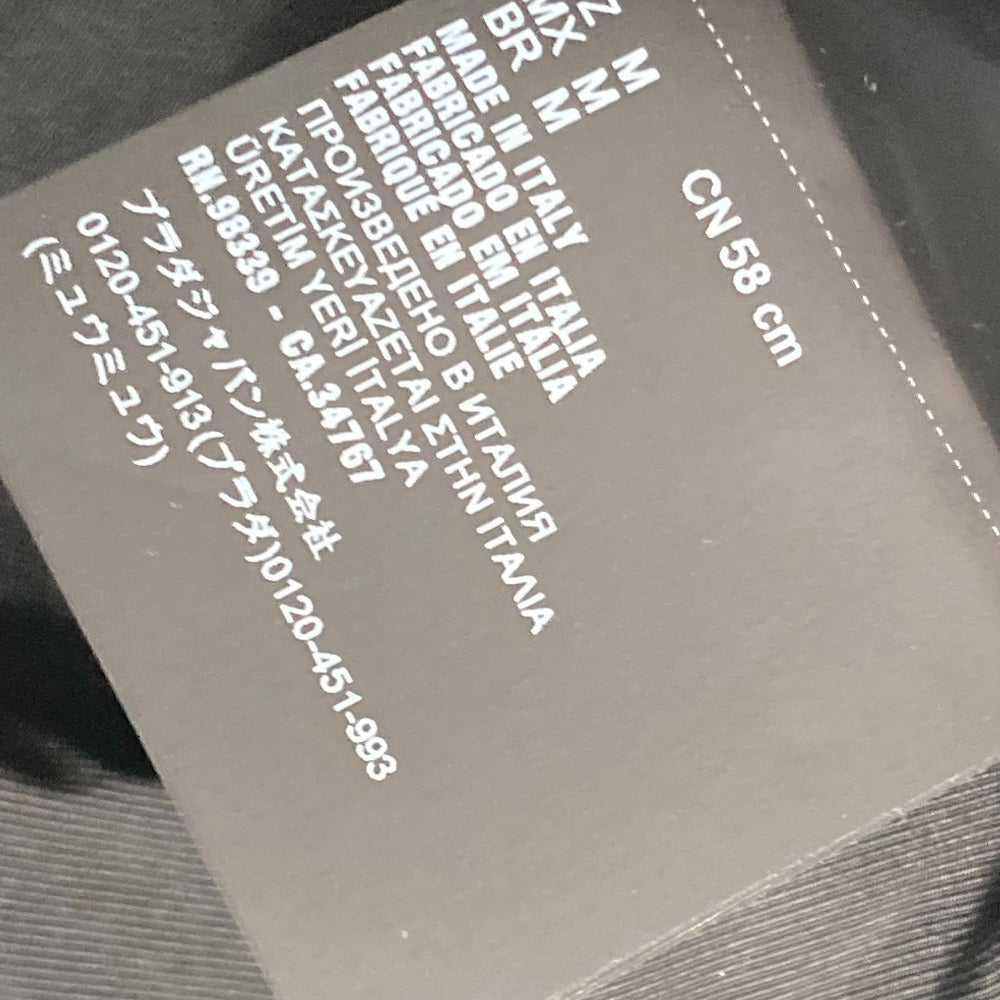 Z M
MX M
BR M
CN 58 cm
MADE IN ITALY
FABRICADO EN ITALIA
FABRICADO EM ITALIA
FABRIQUE EN ITALIE
ПРОИЗВЕДЕНО В ИТАЛИЯ
ΚΑΤΑΣΚΕΥΑΖΕΤΑΙ ΣΤΗΝ ΙΤΑΛΙΑ
ÜRETIM YERI ITALYA
RN.98339 - CA.34767
プラダジャパン株式会社
0120-451-913(プラダ)0120-451-993
(ミュウミュウ)